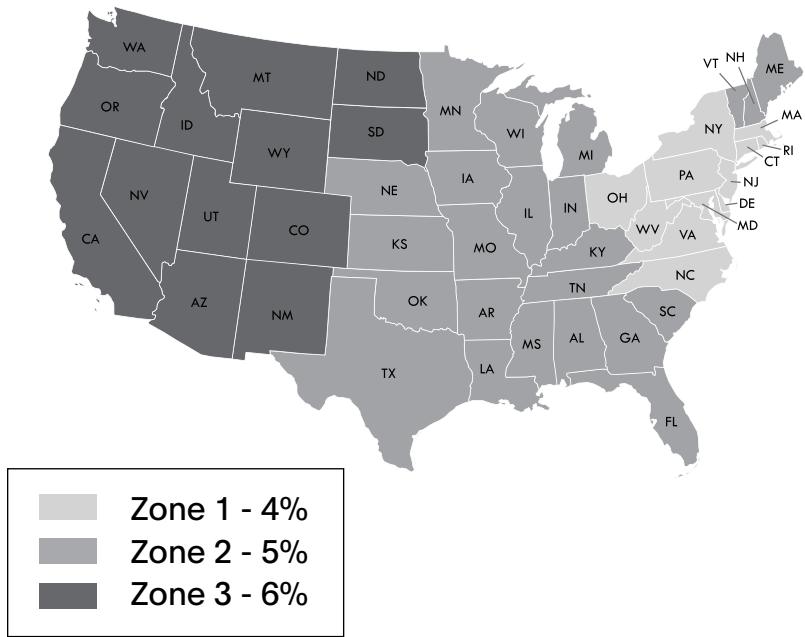 WA
MT
ND
MN
OR
ID
SD
WI
MI
WY
NE
IA
NV
UT
CO
KS
MO
IL
IN
OH
CA
AZ
NM
OK
AR
KY
TN
TX
LA
MS
AL
GA
SC
FL
NC
VA
WV
PA
NY
VT
NH
ME
MA
RI
CT
NJ
DE
MD
Zone 1 - 4%
Zone 2 - 5%
Zone 3 - 6%